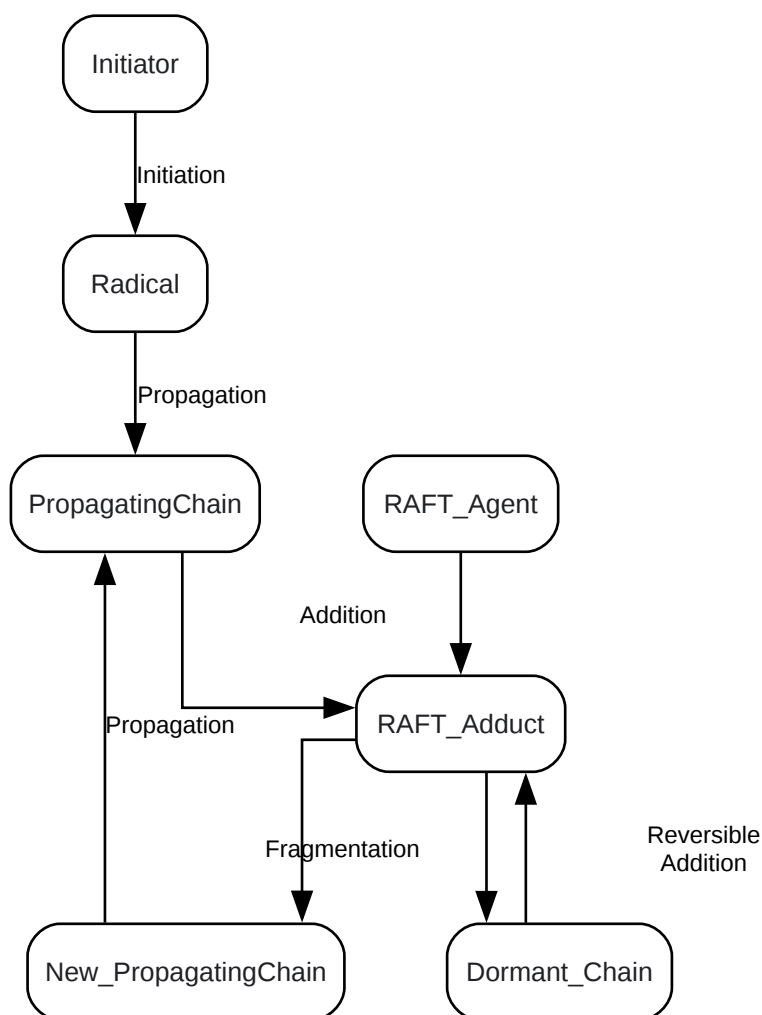 Initiator
Initiation
Radical
Propagation
PropagatingChain
RAFT_Agent
Addition
RAFT_Adduct
Propagation
Fragmentation
Reversible
Addition
New_PropagatingChain
Dormant_Chain